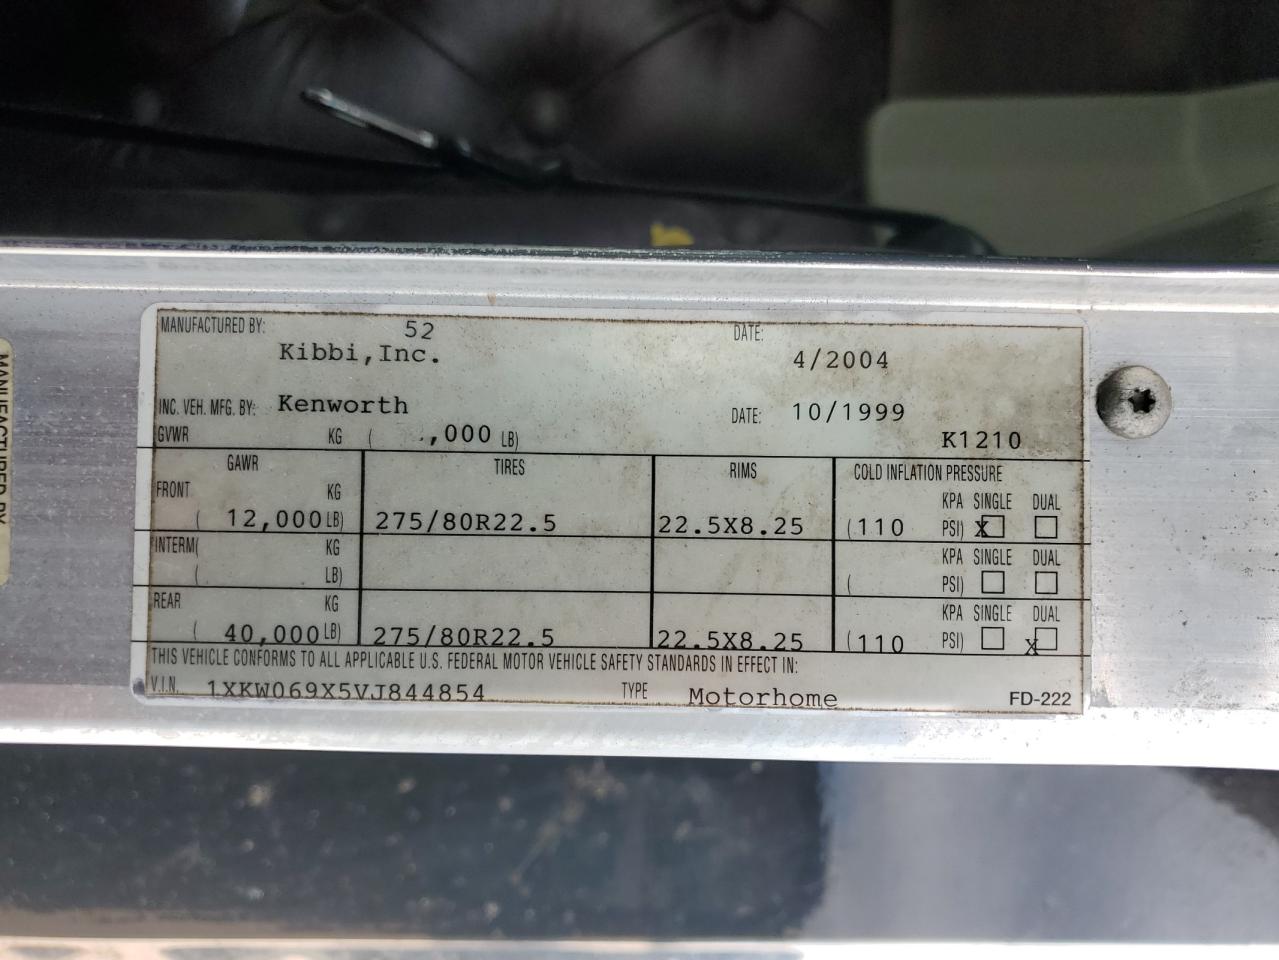 MANUFACTURED BY: 52 DATE:
Kibbi,Inc. 4/2004
INC. VEH. MFG. BY: Kenworth DATE: 10/1999
GVWR KG ( ,000 LB) K1210
GAWR TIRES RIMS COLD INFLATION PRESSURE
FRONT KG KPA SINGLE DUAL
( 12,000 LB) 275/80R22.5 22.5X8.25 (110 PSI) X
INTERM KG KPA SINGLE DUAL
( LB) ( PSI)
REAR KG KPA SINGLE DUAL
( 40,000 LB) 275/80R22.5 22.5X8.25 (110 PSI) X
THIS VEHICLE CONFORMS TO ALL APPLICABLE U.S. FEDERAL MOTOR VEHICLE SAFETY STANDARDS IN EFFECT IN:
V.I.N. 1XKW069X5VJ844854 TYPE Motorhome FD-222
MANUFACTURED BY